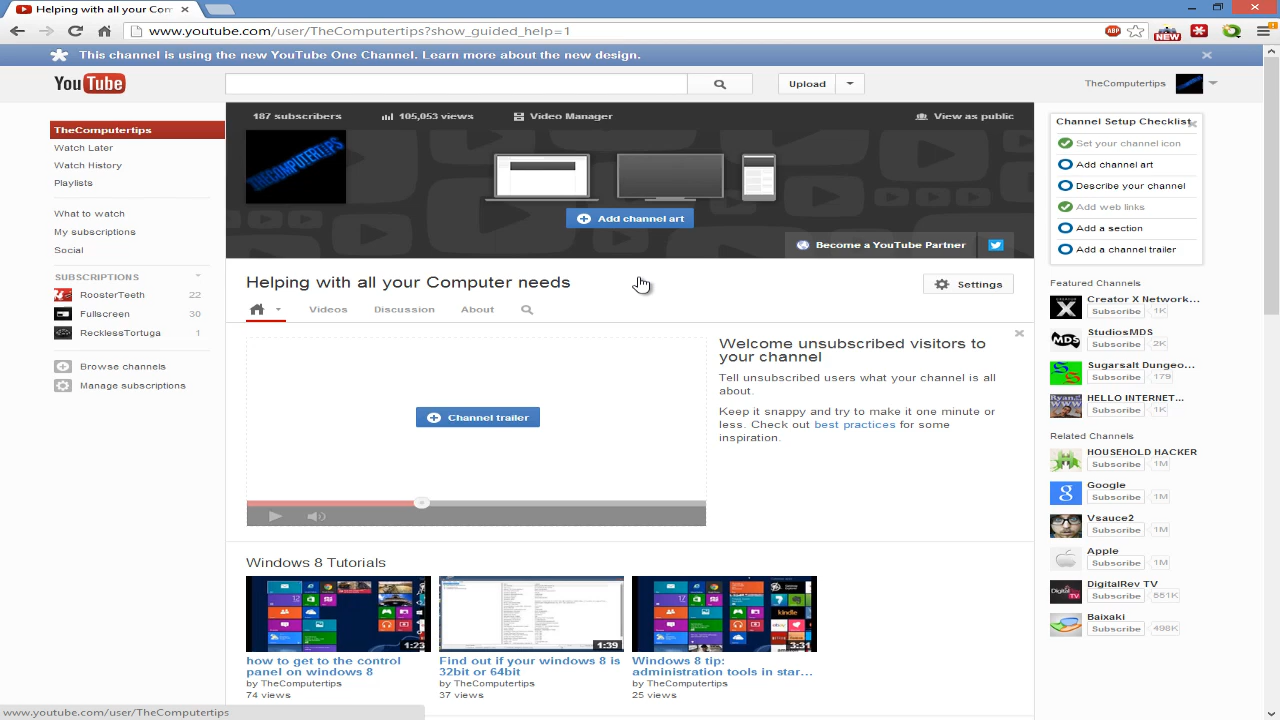 Helping with all your Com
www.youtube.com/user/TheComputertips?show_guided_help=1
ABP
NEW
This channel is using the new YouTube One Channel. Learn more about the new design.
YouTube
Upload
TheComputertips
TheComputertips
Watch Later
Watch History
Playlists
What to watch
My subscriptions
Social
SUBSCRIPTIONS
RoosterTeeth 22
Fullscreen 30
RecklessTortuga 1
Browse channels
Manage subscriptions
187 subscribers 105,053 views Video Manager View as public
THECOMPUTERTIPS
Add channel art
Become a YouTube Partner
Helping with all your Computer needs
Settings
Videos Discussion About
Channel trailer
Welcome unsubscribed visitors to
your channel
Tell unsubscribed users what your channel is all
about.
Keep it snappy and try to make it one minute or
less. Check out best practices for some
inspiration.
Windows 8 Tutorials
1:23
how to get to the control
panel on windows 8
by TheComputertips
74 views
1:39
Find out if your windows 8 is
32bit or 64bit
by TheComputertips
37 views
kindle
3:31
Windows 8 tip:
administration tools in star...
by TheComputertips
25 views
Channel Setup Checklist
Set your channel icon
Add channel art
Describe your channel
Add web links
Add a section
Add a channel trailer
Featured Channels
X
Creator X Network...
Subscribe 1K
MDS
StudiosMDS
Subscribe 2K
SS
Sugarsalt Dungeo...
Subscribe 179
HELLO INTERNET...
Subscribe 1K
Related Channels
HOUSEHOLD HACKER
Subscribe 1M
g
Google
Subscribe 1M
Vsauce2
Subscribe 1M
Apple
Subscribe 1M
DigitalRev TV
Subscribe 551K
Baixaki
Subscribe 498K
www.youtube.com/user/TheComputertips